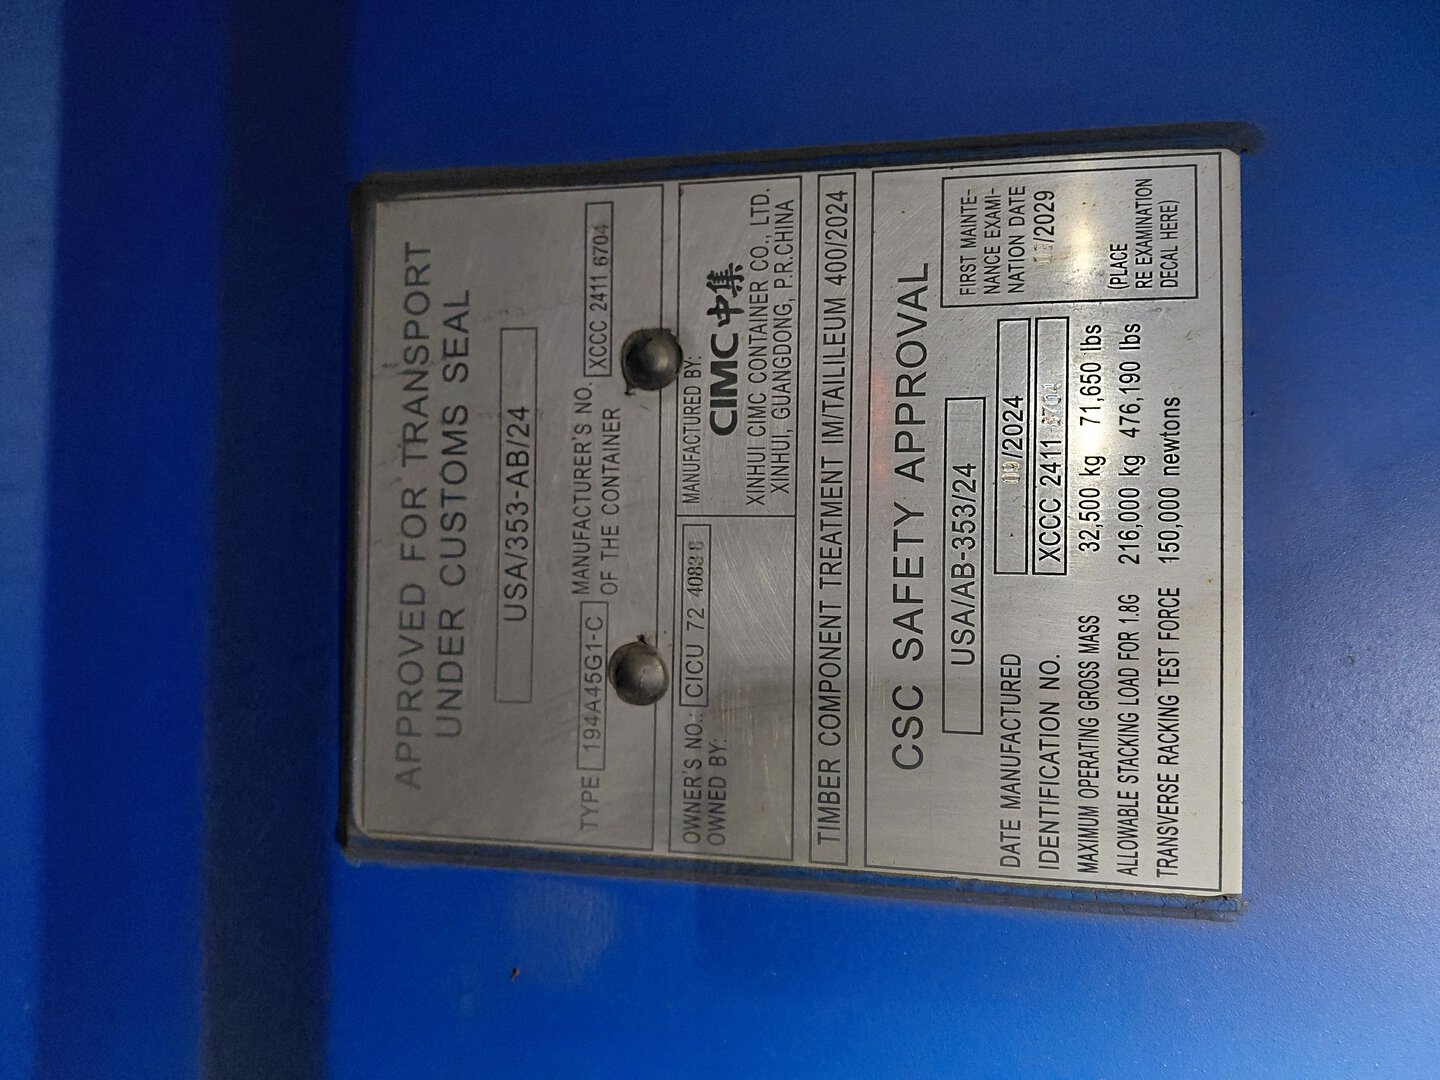 APPROVED FOR TRANSPORT
UNDER CUSTOMS SEAL
USA/353-AB/24
TYPE 194A45G1-C MANUFACTURER'S NO. OF THE CONTAINER XCCC 2411 6704
OWNER'S NO.: CICU 72
OWNED BY:
MANUFACTURED BY:
CIMC 中集
XINHUI CIMC CONTAINER CO., LTD.
XINHUI, GUANGDONG, P.R.CHINA
TIMBER COMPONENT TREATMENT IM/TAILILEUM 400/2024
CSC SAFETY APPROVAL
USA/AB-353/24
DATE MANUFACTURED /2024
IDENTIFICATION NO. XCCC 2411 6704
MAXIMUM OPERATING GROSS MASS 32,500 kg 71,650 lbs
ALLOWABLE STACKING LOAD FOR 1.8G 216,000 kg 476,190 lbs
TRANSVERSE RACKING TEST FORCE 150,000 newtons
FIRST MAINTE-
NANCE EXAMI-
NATION DATE
/2029
(PLACE
RE EXAMINATION
DECAL HERE)